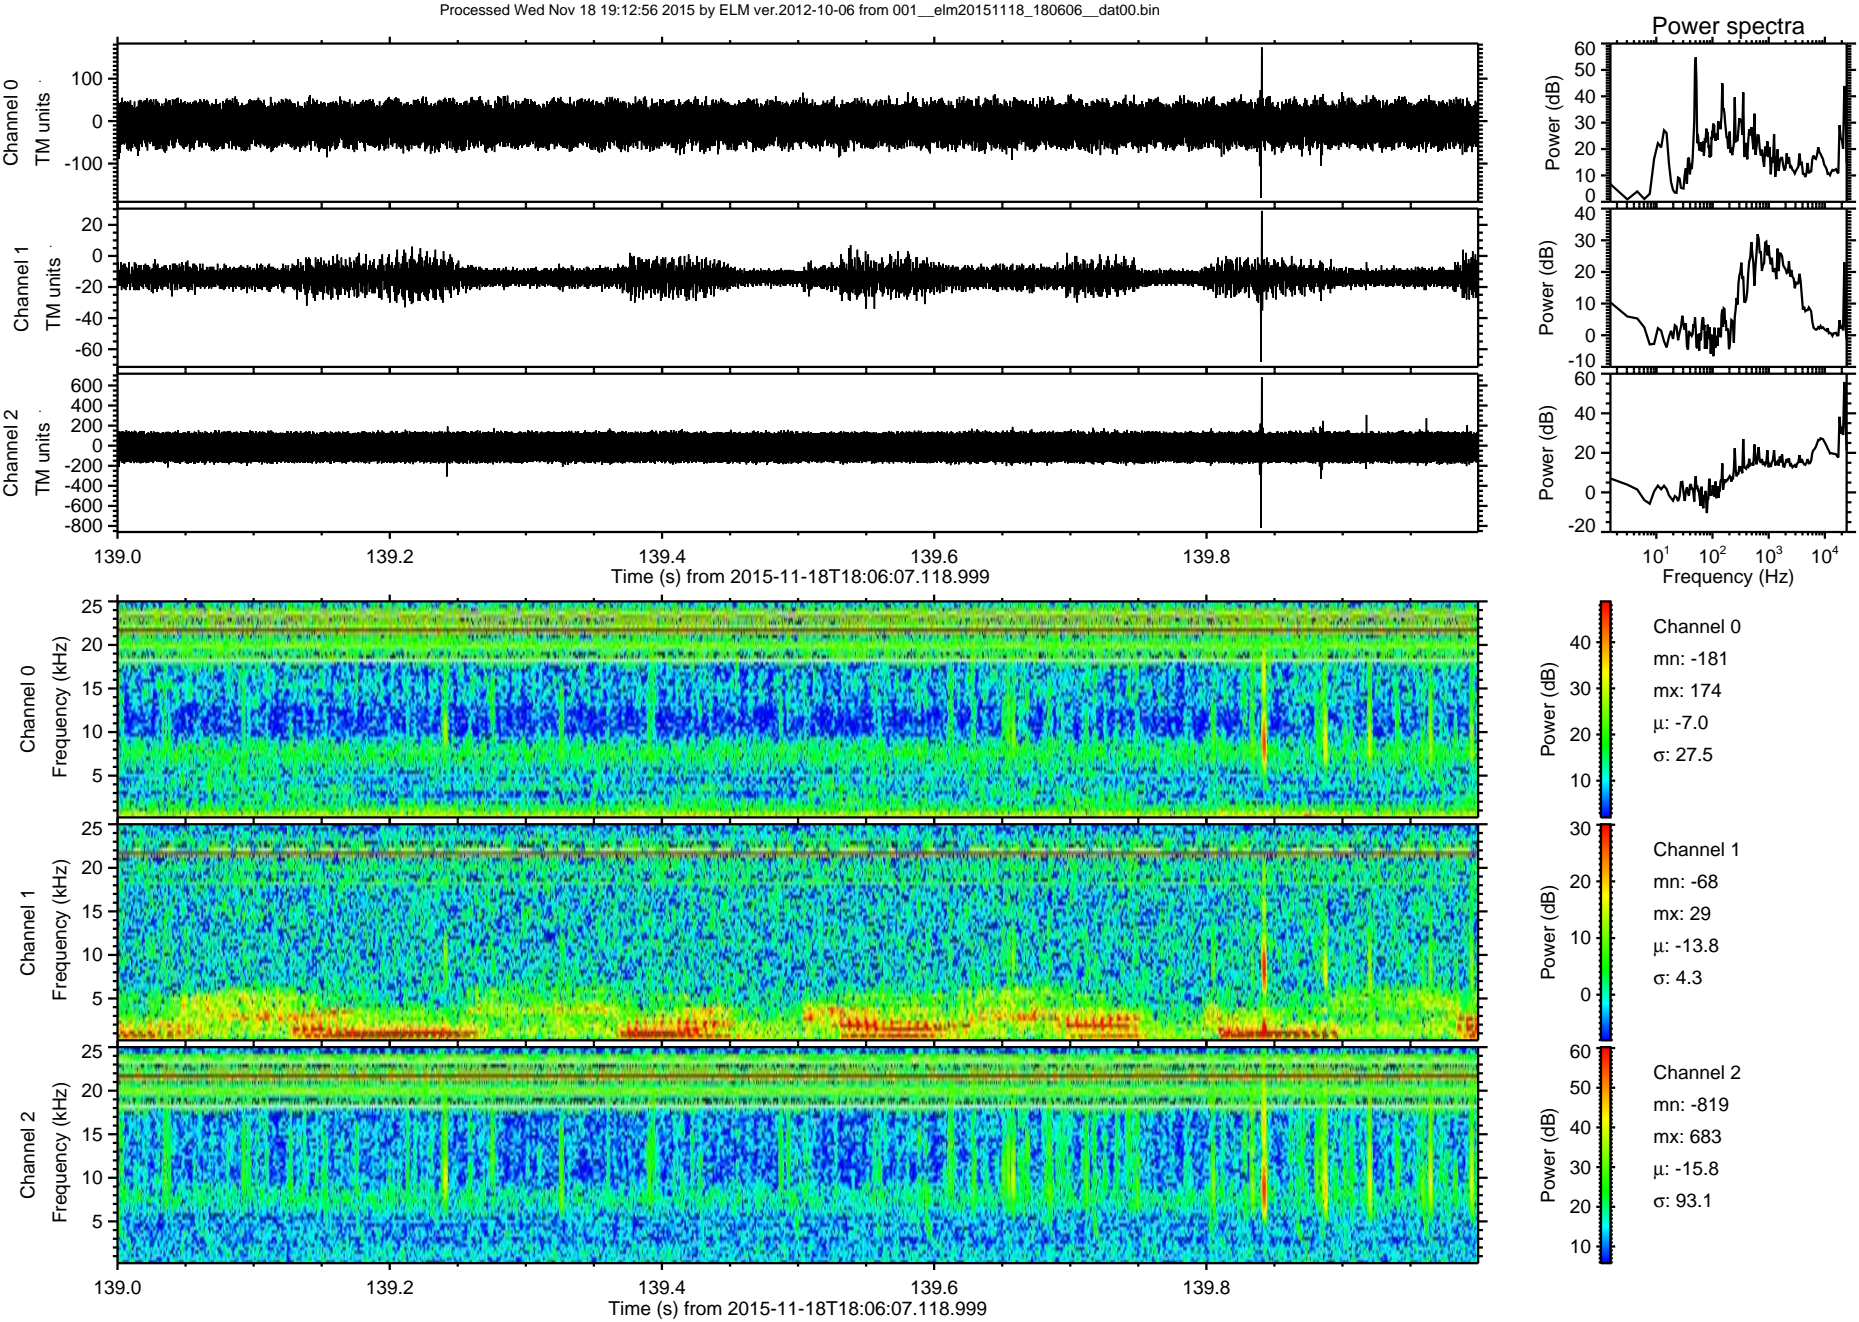 Processed Wed Nov 18 19:12:56 2015 by ELM ver.2012-10-06 from 001__elm20151118_180606__dat00.bin
Power spectra
Channel 0
TM units
100
0
-100
Power (dB)
60
50
40
30
20
10
0
Channel 1
TM units
20
0
-20
-40
-60
Power (dB)
40
30
20
10
0
-10
Channel 2
TM units
600
400
200
0
-200
-400
-600
-800
Power (dB)
60
40
20
0
-20
139.0 139.2 139.4 139.6 139.8
Time (s) from 2015-11-18T18:06:07.118.999
10^1 10^2 10^3 10^4
Frequency (Hz)
Channel 0
Frequency (kHz)
25
20
15
10
5
Power (dB)
40
30
20
10
Channel 0
mn: -181
mx: 174
μ: -7.0
σ: 27.5
Channel 1
Frequency (kHz)
25
20
15
10
5
Power (dB)
30
20
10
0
Channel 1
mn: -68
mx: 29
μ: -13.8
σ: 4.3
Channel 2
Frequency (kHz)
25
20
15
10
5
Power (dB)
60
50
40
30
20
10
Channel 2
mn: -819
mx: 683
μ: -15.8
σ: 93.1
139.0 139.2 139.4 139.6 139.8
Time (s) from 2015-11-18T18:06:07.118.999